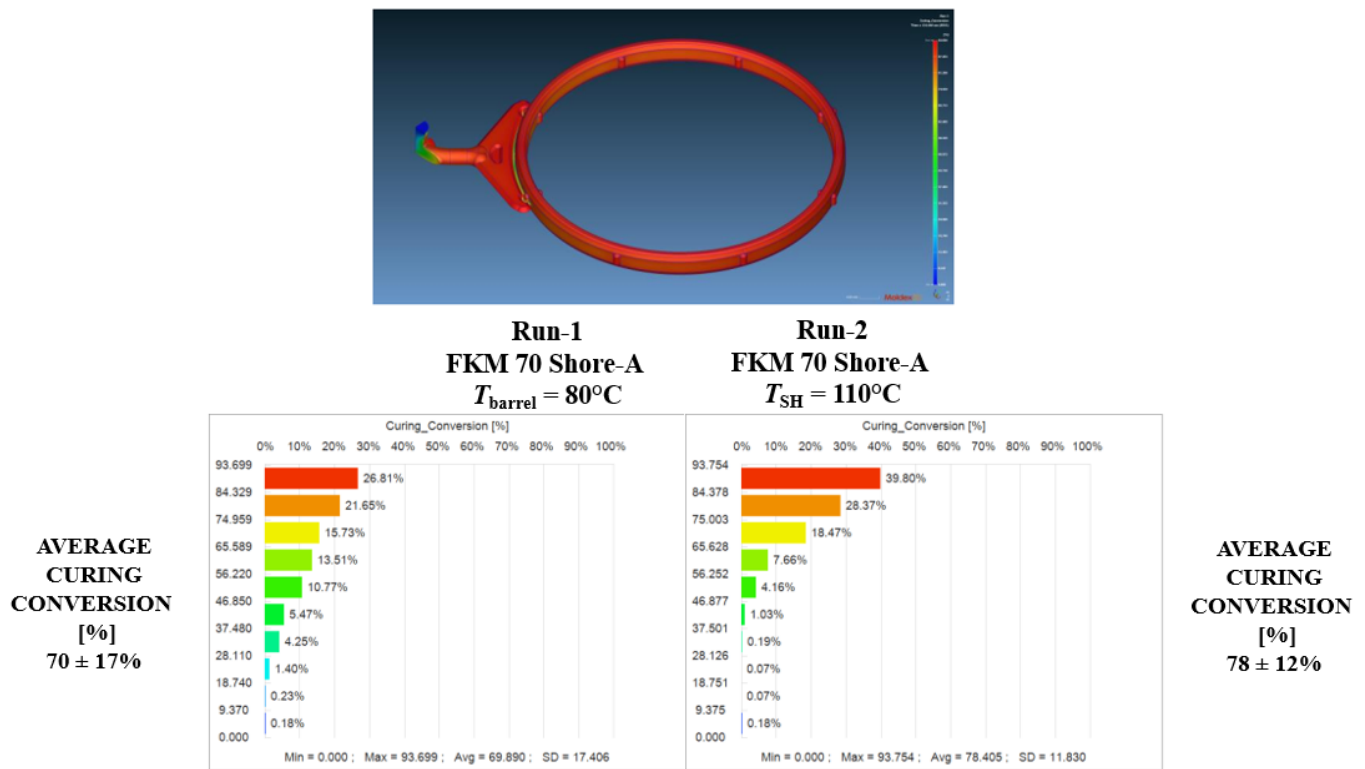 Run-1
Curing_Conversion
Moldex
Run-1
FKM 70 Shore-A
T_barrel = 80°C
Run-2
FKM 70 Shore-A
T_SH = 110°C
AVERAGE
CURING
CONVERSION
[%]
70 ± 17%
Curing_Conversion [%]
0% 10% 20% 30% 40% 50% 60% 70% 80% 90% 100%
93.699
26.81%
84.329
21.65%
74.959
15.73%
65.589
13.51%
56.220
10.77%
46.850
5.47%
37.480
4.25%
28.110
1.40%
18.740
0.23%
9.370
0.18%
0.000
Min = 0.000 ; Max = 93.699 ; Avg = 69.890 ; SD = 17.406
Curing_Conversion [%]
0% 10% 20% 30% 40% 50% 60% 70% 80% 90% 100%
93.754
39.80%
84.378
28.37%
75.003
18.47%
65.628
7.66%
56.252
4.16%
46.877
1.03%
37.501
0.19%
28.126
0.07%
18.751
0.07%
9.375
0.18%
0.000
Min = 0.000 ; Max = 93.754 ; Avg = 78.405 ; SD = 11.830
AVERAGE
CURING
CONVERSION
[%]
78 ± 12%